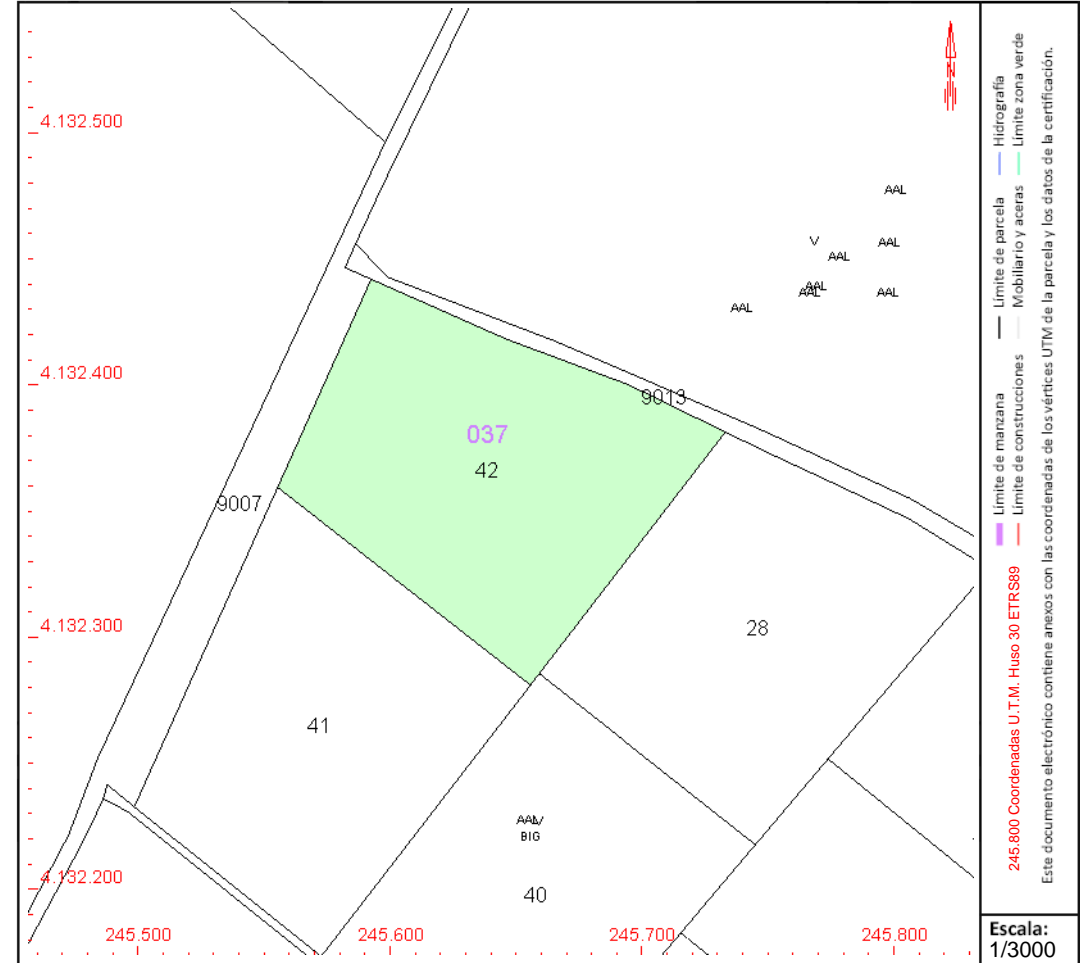 4.132.500
AAL
V
AAL
AAL
AAL
AAL
AAL
AAL
4.132.400
9013
037
42
9007
4.132.300
28
41
AAL
V
BIG
4.132.200
40
245.500
245.600
245.700
245.800
N
245.800 Coordenadas U.T.M. Huso 30 ETRS89
Límite de manzana
Límite de parcela
Hidrografía
Límite de construcciones
Mobiliario y aceras
Límite zona verde
Este documento electrónico contiene anexos con las coordenadas de los vértices UTM de la parcela y los datos de la certificación.
Escala:
1/3000